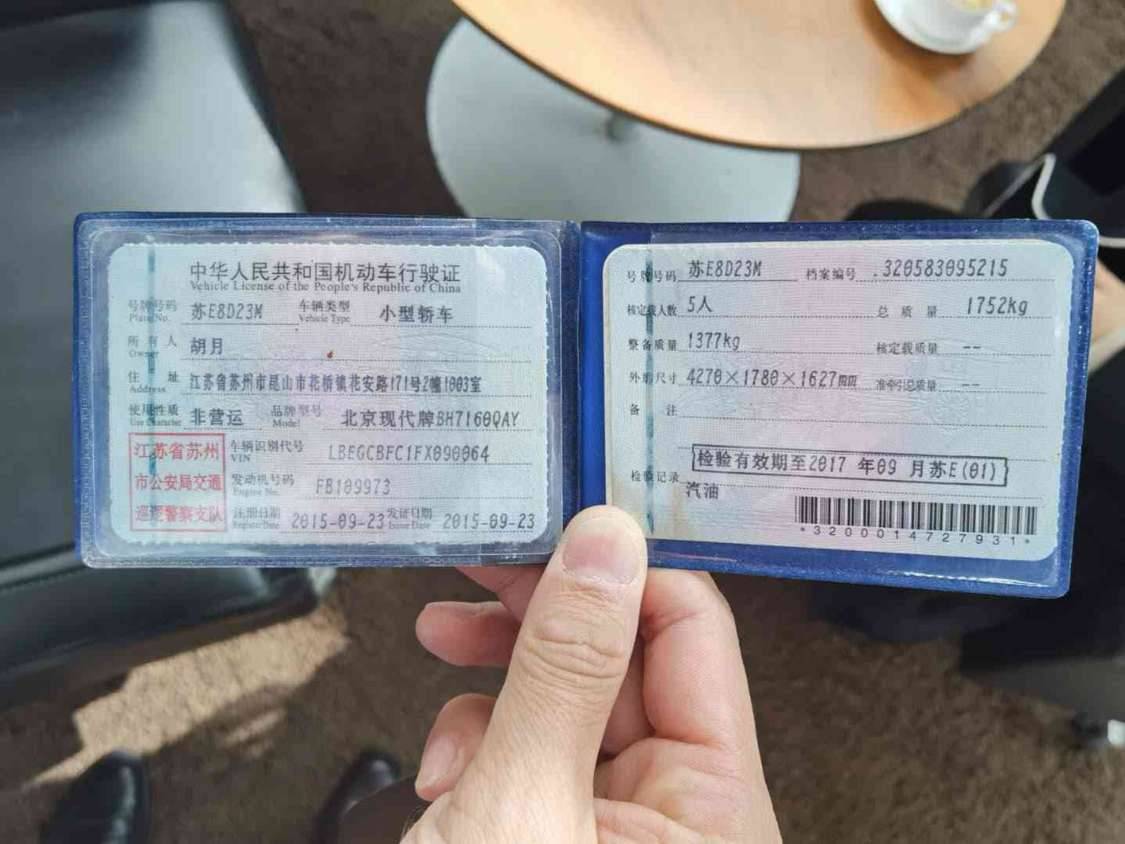 中华人民共和国机动车行驶证
Vehicle License of the People's Republic of China
号牌号码 苏E8D23M 车辆类型 小型轿车
Plate No. Vehicle Type
所有人 胡月
Owner
住址 江苏省苏州市昆山市花桥镇花安路171号2幢1003室
Address
使用性质 非营运 品牌型号 北京现代牌BH7160QAY
Use Character Model
江苏省苏州
市公安局交通
巡逻警察支队
车辆识别代号 LBEGCBFC1FX090064
VIN
发动机号码 FB109973
Engine No.
注册日期 2015-09-23 发证日期 2015-09-23
Register Date Issue Date
号牌号码 苏E8D23M 档案编号 .320583095215
核定载人数 5人 总质量 1752kg
整备质量 1377kg 核定载质量 --
外廓尺寸 4270×1780×1627mm 准牵引总质量 --
备注
检验有效期至2017 年09 月苏E(01)
检验记录
汽油
*3200014727931*